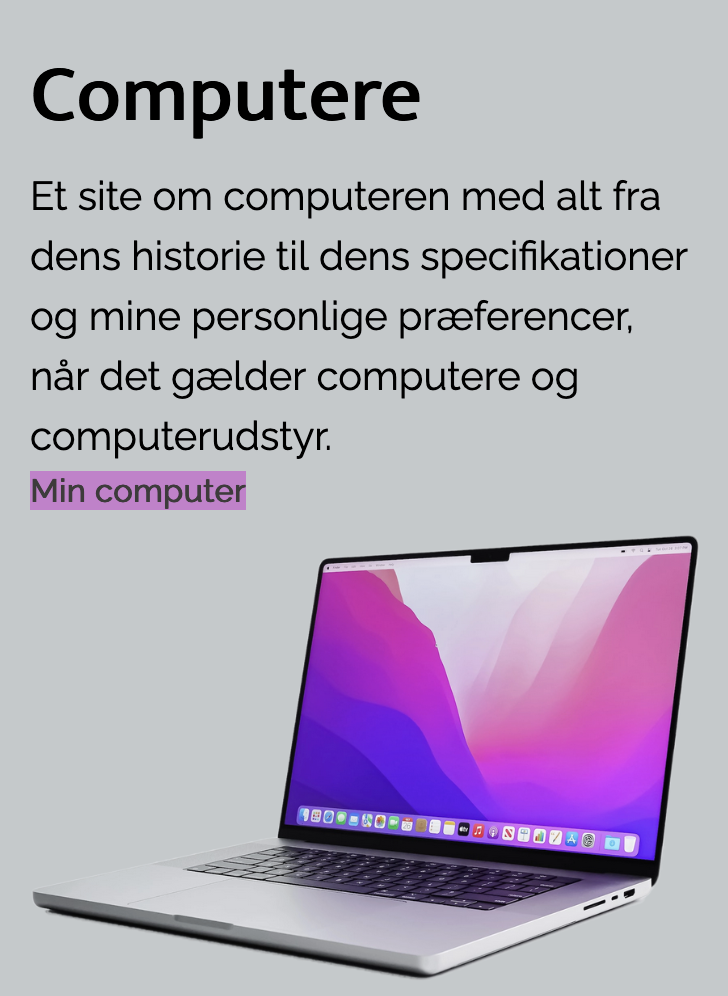 Computere
Et site om computeren med alt fra
dens historie til dens specifikationer
og mine personlige præferencer,
når det gælder computere og
computerudstyr.
Min computer